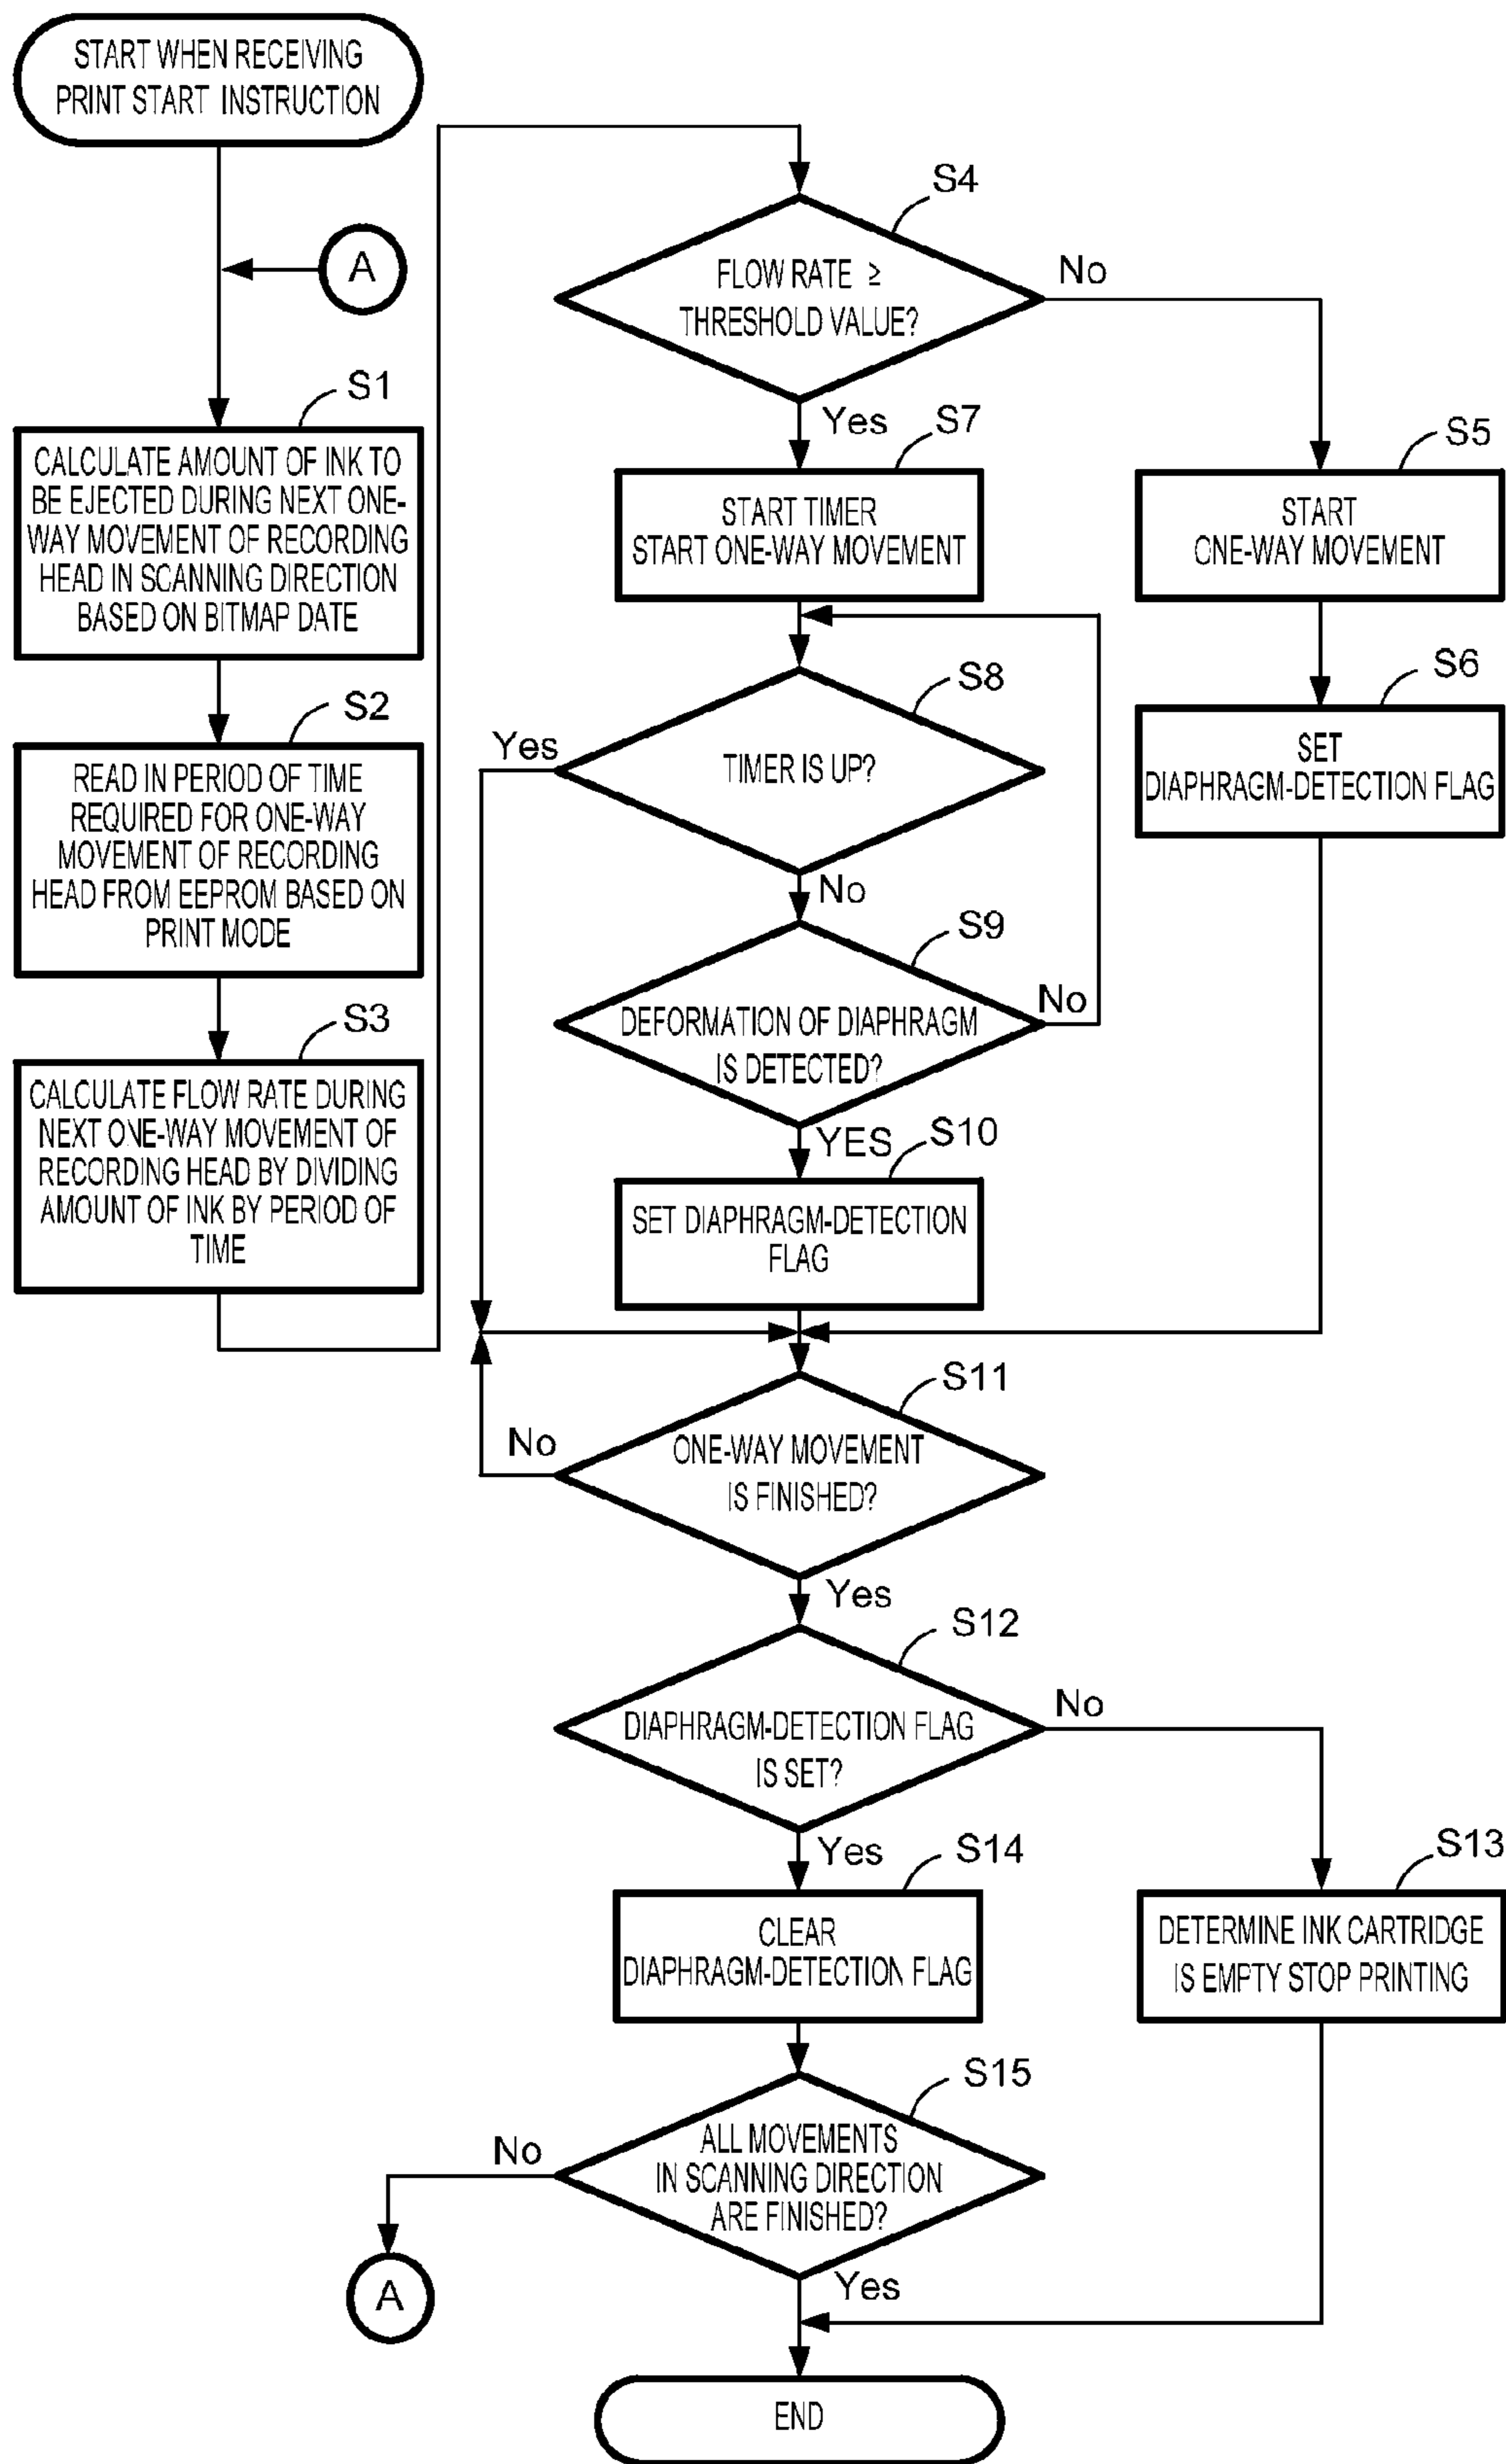 START WHEN RECEIVING
PRINT START INSTRUCTION
A
S1
CALCULATE AMOUNT OF INK TO
BE EJECTED DURING NEXT ONE-
WAY MOVEMENT OF RECORDING
HEAD IN SCANNING DIRECTION
BASED ON BITMAP DATE
S2
READ IN PERIOD OF TIME
REQUIRED FOR ONE-WAY
MOVEMENT OF RECORDING
HEAD FROM EEPROM BASED ON
PRINT MODE
S3
CALCULATE FLOW RATE DURING
NEXT ONE-WAY MOVEMENT OF
RECORDING HEAD BY DIVIDING
AMOUNT OF INK BY PERIOD OF
TIME
S4
FLOW RATE ≥
THRESHOLD VALUE?
No
Yes
S5
START
ONE-WAY MOVEMENT
S6
SET
DIAPHRAGM-DETECTION FLAG
S7
START TIMER
START ONE-WAY MOVEMENT
S8
TIMER IS UP?
Yes
No
S9
DEFORMATION OF DIAPHRAGM
IS DETECTED?
No
YES
S10
SET DIAPHRAGM-DETECTION
FLAG
S11
ONE-WAY MOVEMENT
IS FINISHED?
No
Yes
S12
DIAPHRAGM-DETECTION FLAG
IS SET?
No
Yes
S13
DETERMINE INK CARTRIDGE
IS EMPTY STOP PRINTING
S14
CLEAR
DIAPHRAGM-DETECTION FLAG
S15
ALL MOVEMENTS
IN SCANNING DIRECTION
ARE FINISHED?
No
A
Yes
END